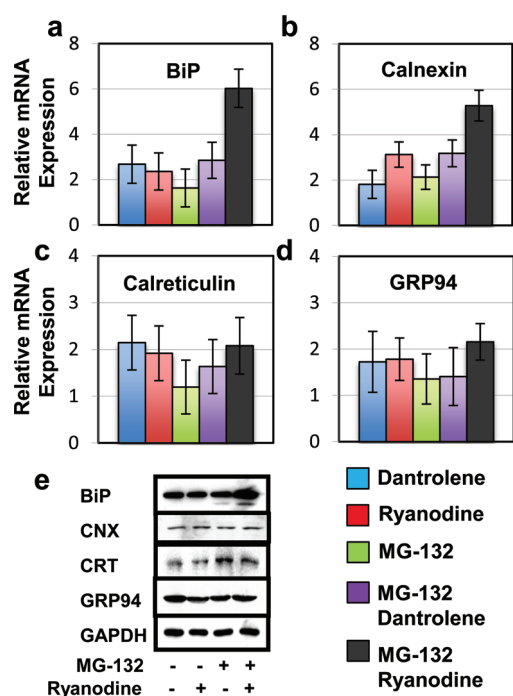 a
b
BiP
Calnexin
Relative mRNA
Expression
8
6
4
2
0
8
6
4
2
0
c
d
Calreticulin
GRP94
Relative mRNA
Expression
4
3
2
1
0
4
3
2
1
0
e
BiP
CNX
CRT
GRP94
GAPDH
MG-132 - - + +
Ryanodine - + - +
Dantrolene
Ryanodine
MG-132
MG-132
Dantrolene
MG-132
Ryanodine